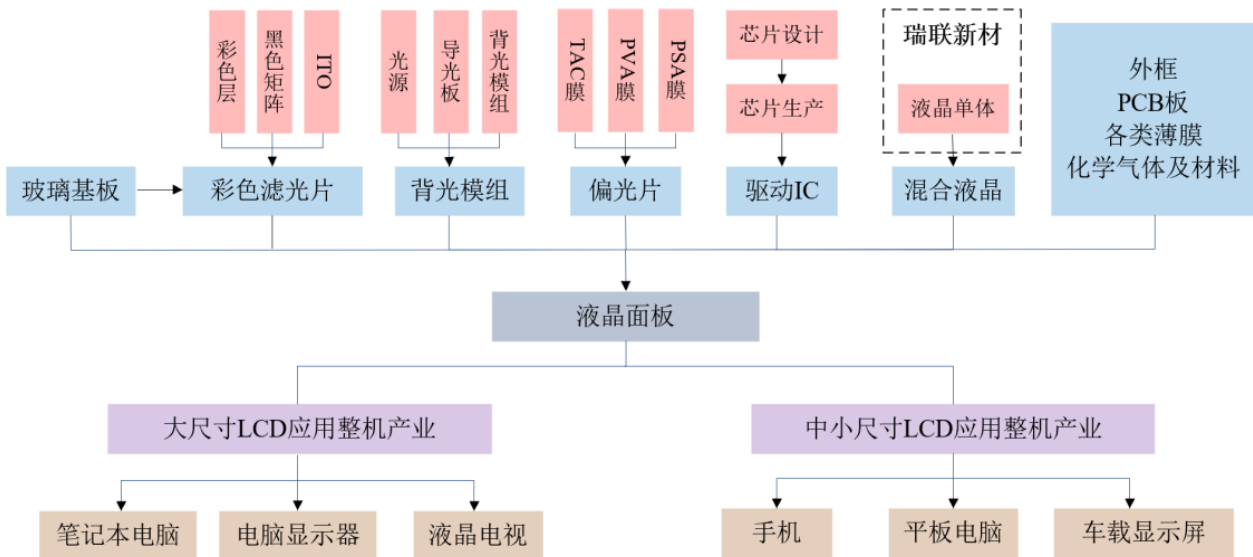 彩色层
黑色矩阵
ITO
光源
导光板
背光模组
TAC膜
PVA膜
PSA膜
芯片设计
芯片生产
瑞联新材
液晶单体
外框
PCB板
各类薄膜
化学气体及材料
玻璃基板
彩色滤光片
背光模组
偏光片
驱动IC
混合液晶
液晶面板
大尺寸LCD应用整机产业
中小尺寸LCD应用整机产业
笔记本电脑
电脑显示器
液晶电视
手机
平板电脑
车载显示屏